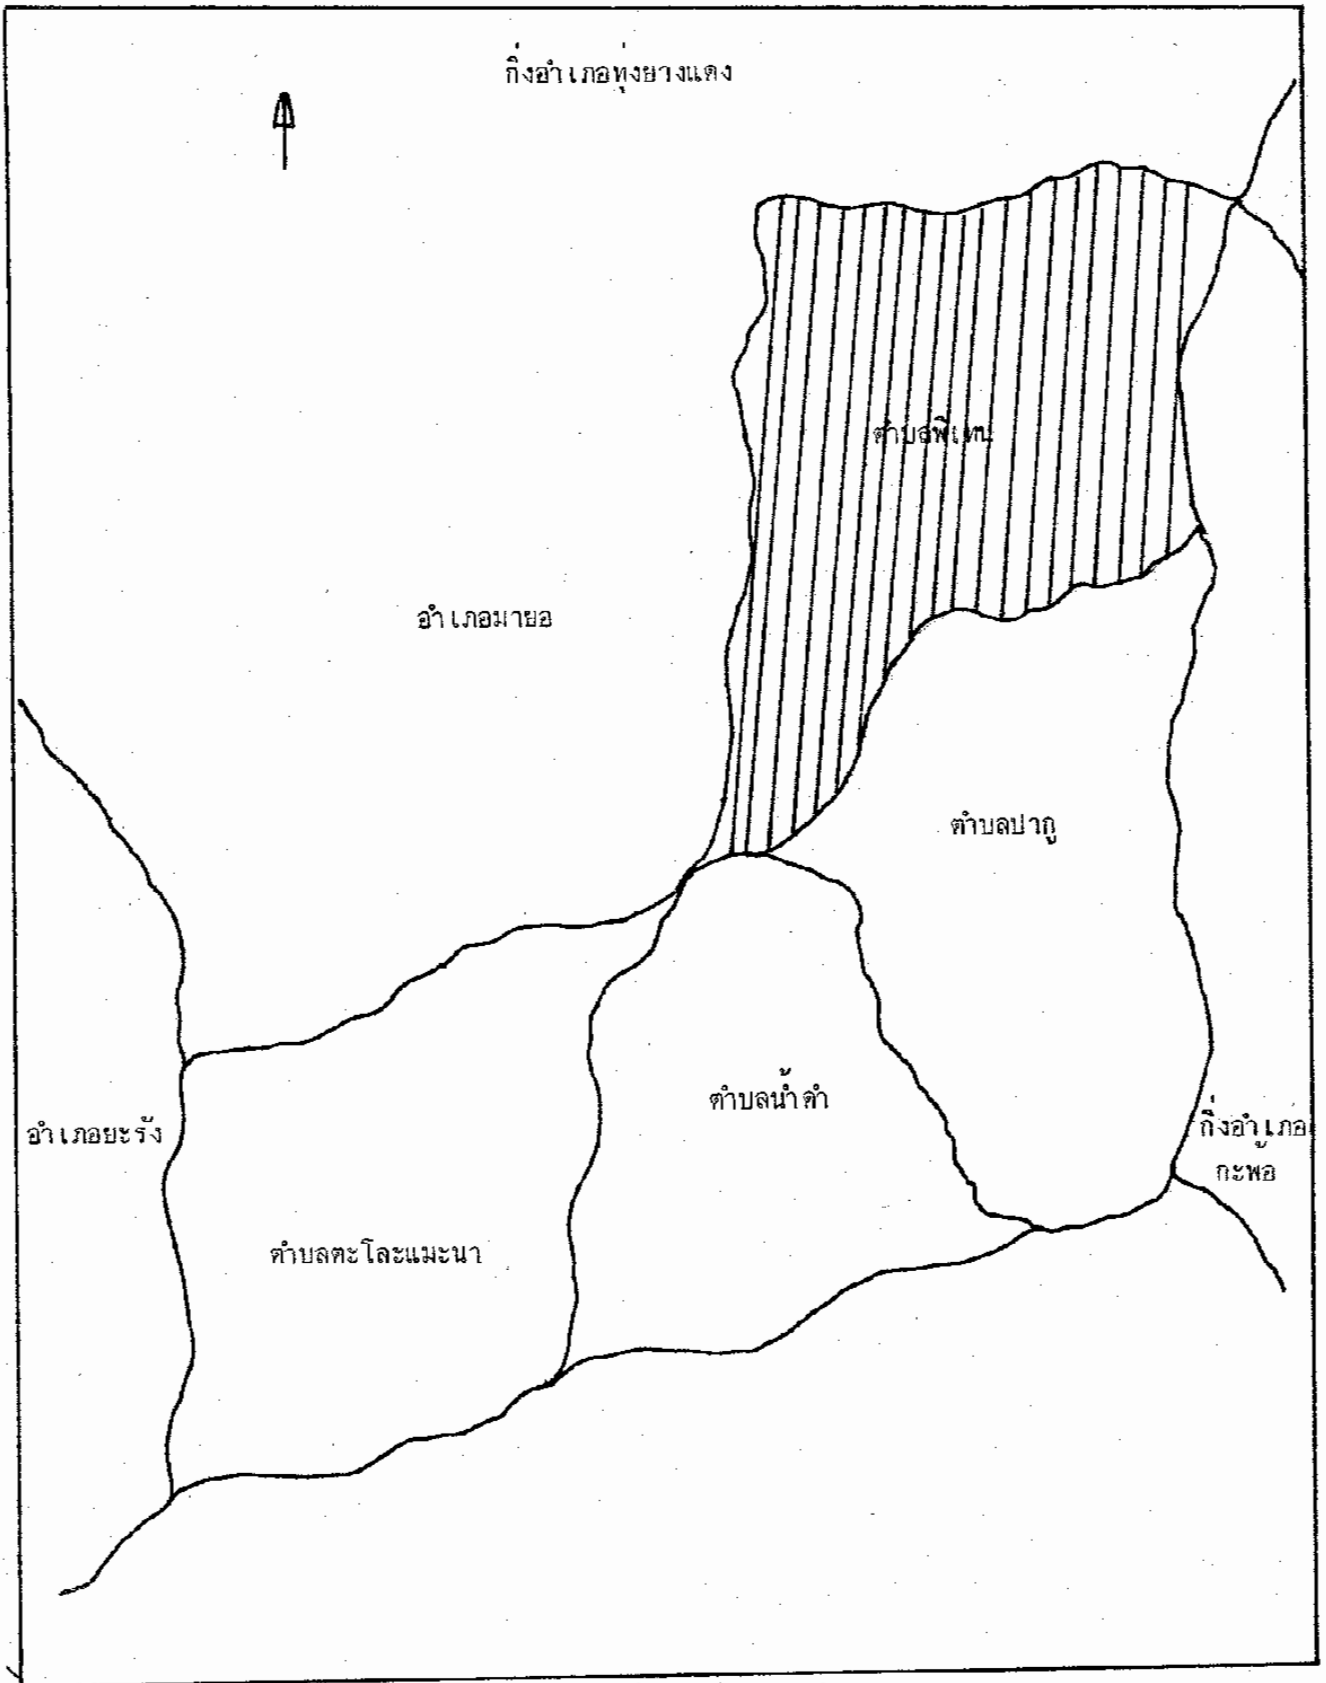 กิ่งอำเภอทุ่งยางแดง
ตำบลพิเทน
อำเภอมายอ
ตำบลปากู
ตำบลน้ำดำ
อำเภอยะรัง
กิ่งอำเภอ
กะพ้อ
ตำบลตะโละแมะนา